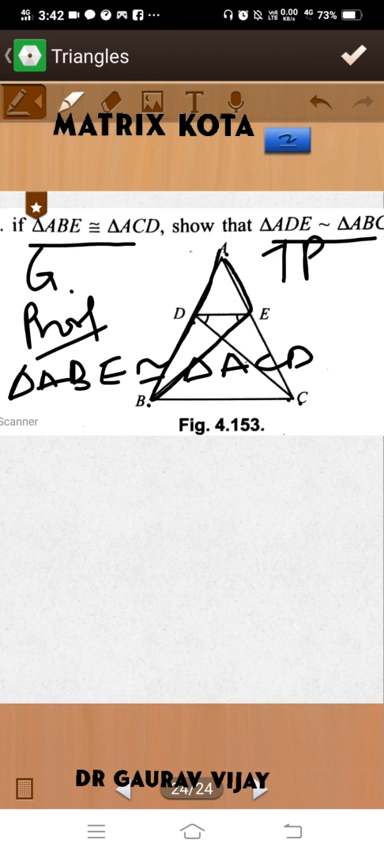 4G 3:42 ... 0.00 KB/s 4G 73%
Triangles
T
MATRIX KOTA
2
. if ΔABE ≅ ΔACD, show that ΔADE ~ ΔABC
G. TP
A
Proof
D E
ΔABE ≅ ΔACD
B. C
Scanner
Fig. 4.153.
DR GAURAV VIJAY
24/24